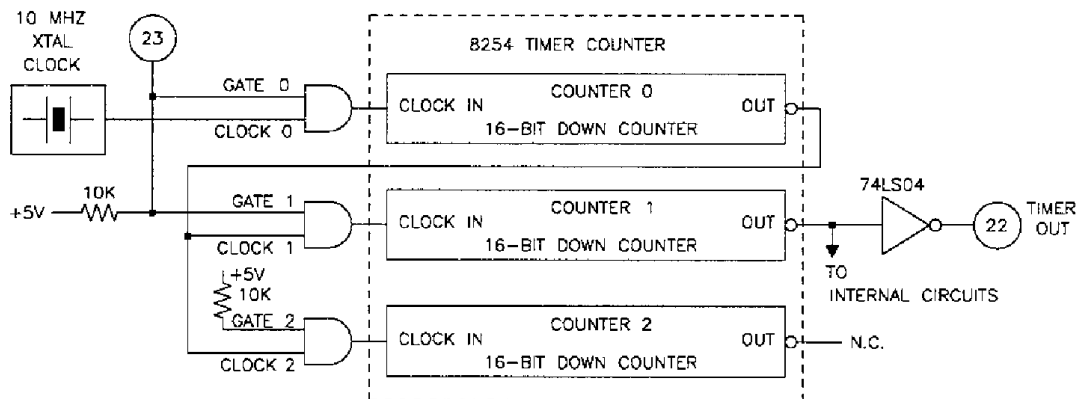 10 MHZ
XTAL
CLOCK
23
8254 TIMER COUNTER
GATE 0
CLOCK 0
CLOCK IN
COUNTER 0
OUT
16-BIT DOWN COUNTER
+5V
10K
GATE 1
CLOCK 1
CLOCK IN
COUNTER 1
OUT
16-BIT DOWN COUNTER
74LS04
22
TIMER
OUT
TO
INTERNAL CIRCUITS
+5V
10K
GATE 2
CLOCK 2
CLOCK IN
COUNTER 2
OUT
16-BIT DOWN COUNTER
N.C.